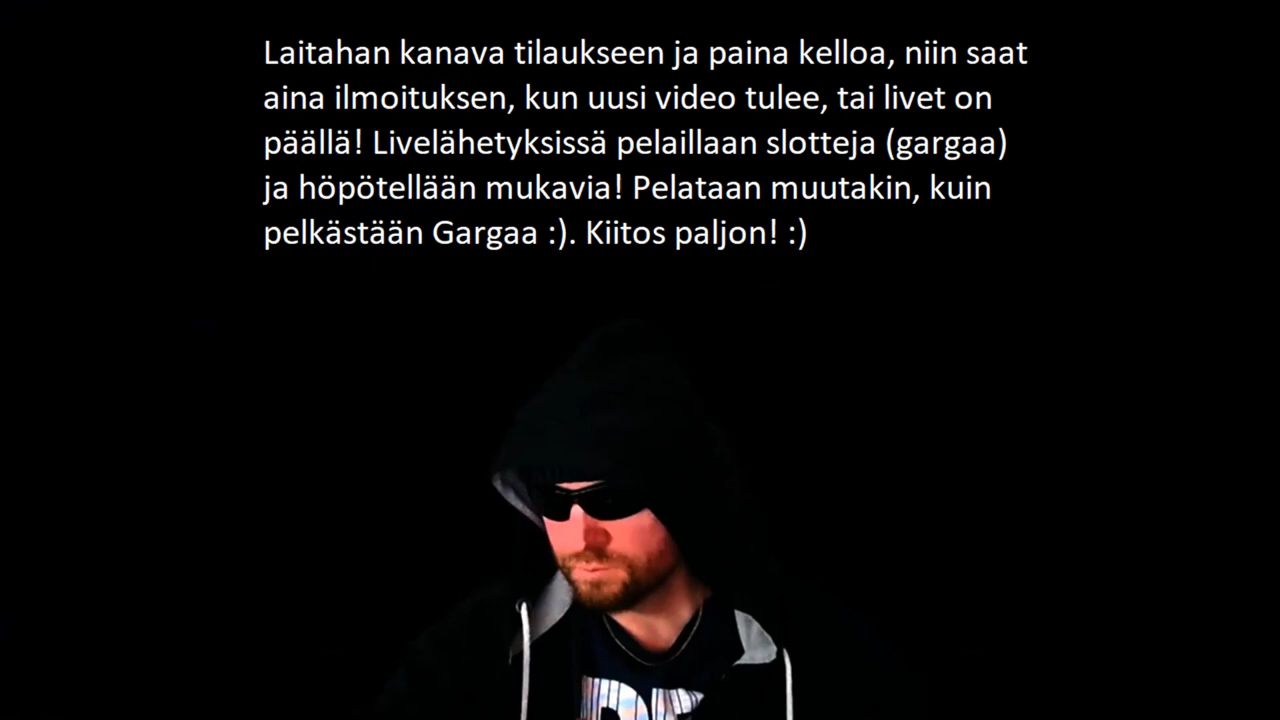 Laitahan kanava tilaukseen ja paina kelloa, niin saat
aina ilmoituksen, kun uusi video tulee, tai livet on
päällä! Livelähetyksissä pelaillaan slotteja (gargaa)
ja höpötellään mukavia! Pelataan muutakin, kuin
pelkästään Gargaa :). Kiitos paljon! :)